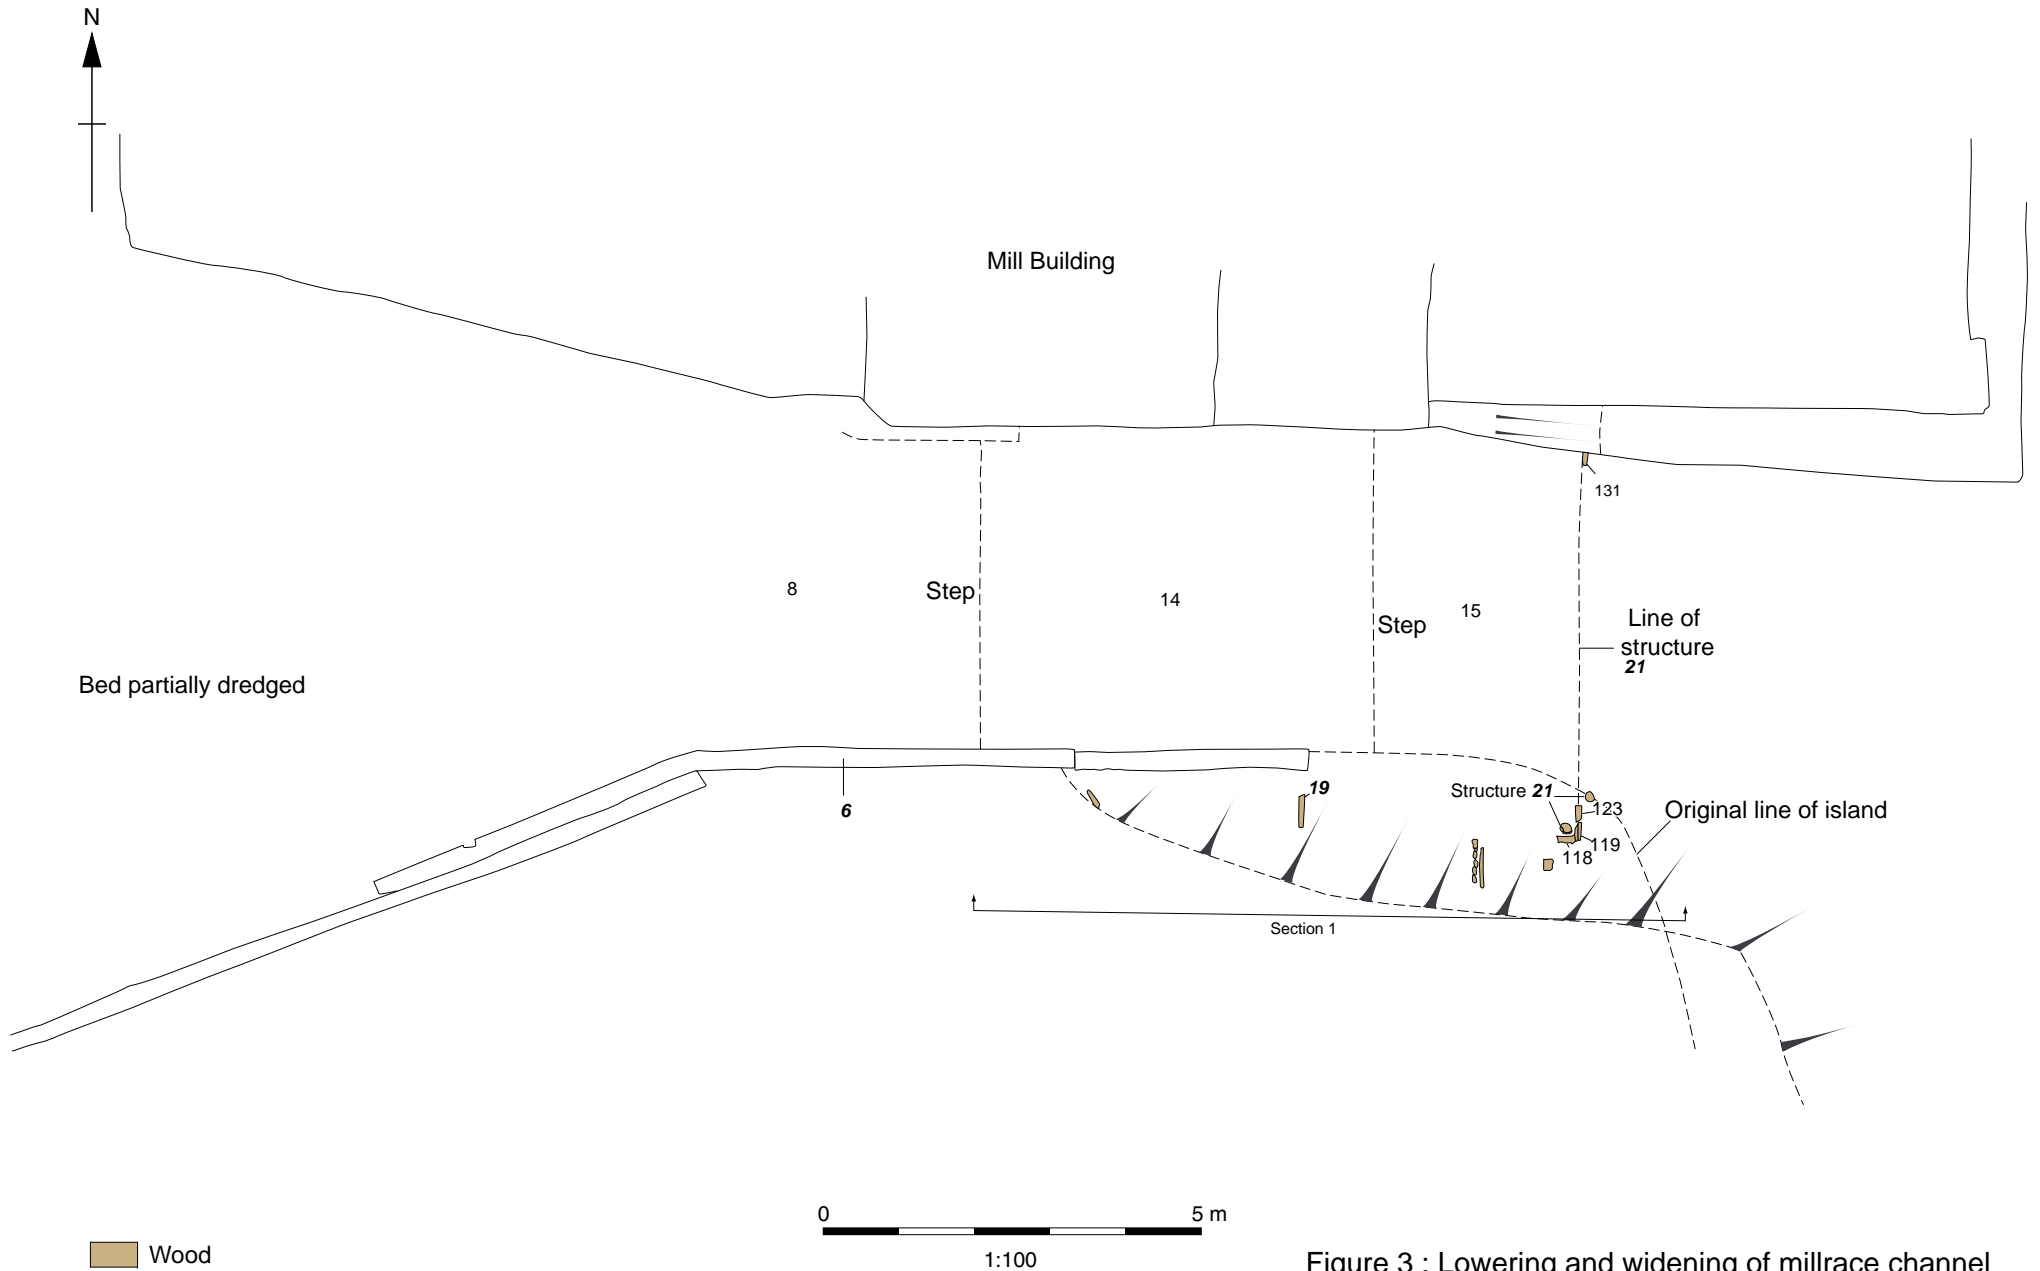 N
Mill Building
131
8
Step
14
Step
15
Line of
structure
21
Bed partially dredged
6
19
Structure 21
123
119
118
Original line of island
Section 1
0
5 m
1:100
Wood
Figure 3 : Lowering and widening of millrace channel